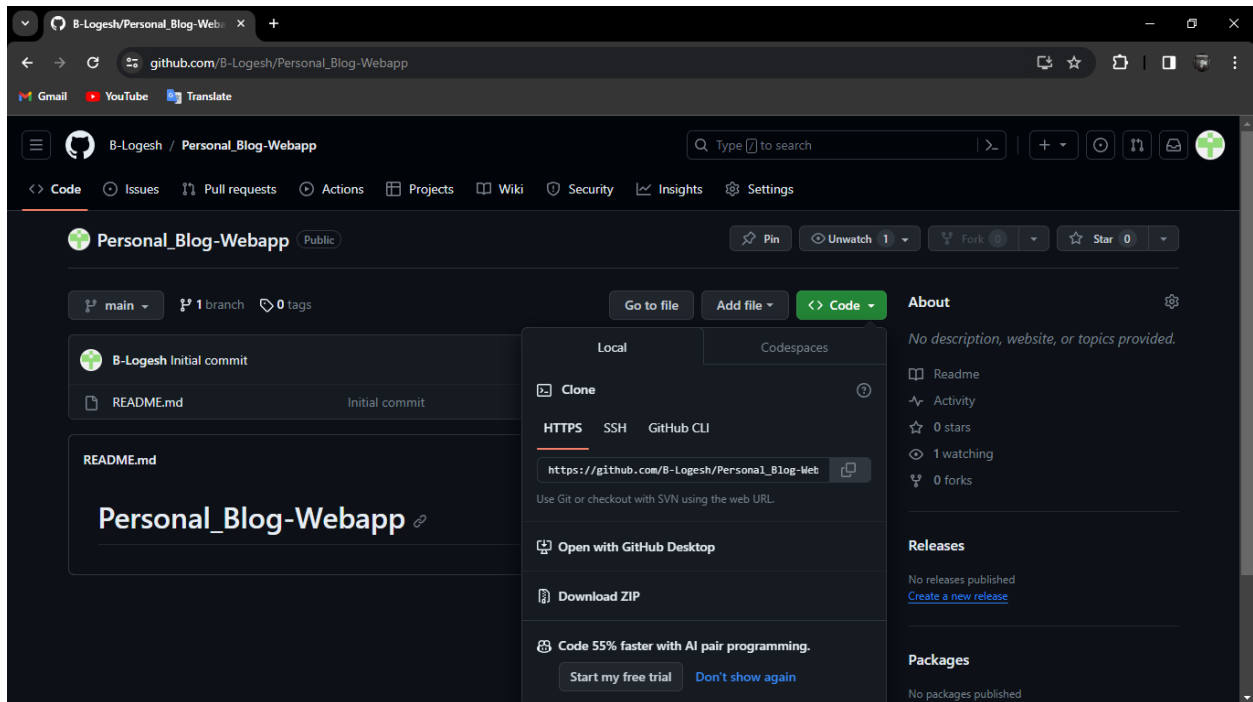 B-Logesh/Personal_Blog-Weba
github.com/B-Logesh/Personal_Blog-Webapp
Gmail YouTube Translate
B-Logesh / Personal_Blog-Webapp Type / to search
Code Issues Pull requests Actions Projects Wiki Security Insights Settings
Personal_Blog-Webapp Public Pin Unwatch 1 Fork 0 Star 0
main 1 branch 0 tags Go to file Add file Code
B-Logesh Initial commit
README.md Initial commit
README.md
Personal_Blog-Webapp
Local Codespaces
Clone
HTTPS SSH GitHub CLI
https://github.com/B-Logesh/Personal_Blog-Web
Use Git or checkout with SVN using the web URL.
Open with GitHub Desktop
Download ZIP
Code 55% faster with AI pair programming.
Start my free trial Don't show again
About
No description, website, or topics provided.
Readme
Activity
0 stars
1 watching
0 forks
Releases
No releases published
Create a new release
Packages
No packages published